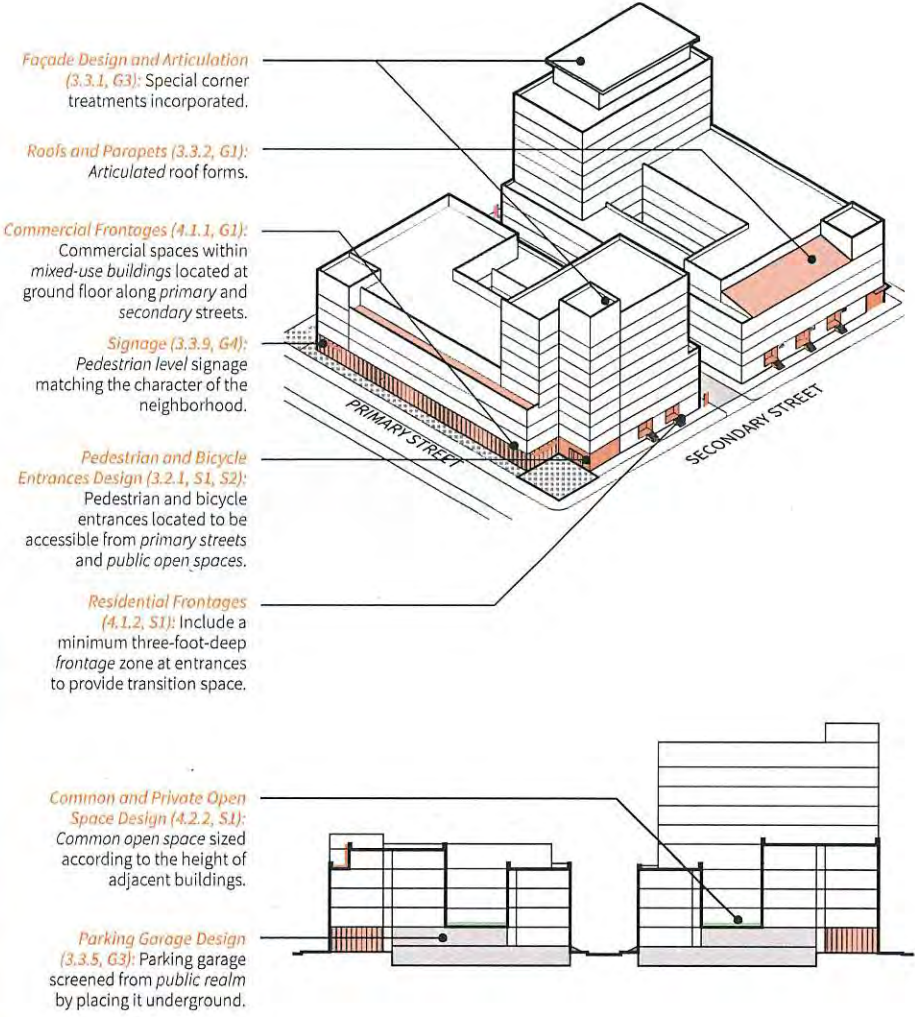 Façade Design and Articulation
(3.3.1, G3): Special corner
treatments incorporated.
Roofs and Parapets (3.3.2, G1):
Articulated roof forms.
Commercial Frontages (4.1.1, G1):
Commercial spaces within
mixed-use buildings located at
ground floor along primary and
secondary streets.
Signage (3.3.9, G4):
Pedestrian level signage
matching the character of the
neighborhood.
Pedestrian and Bicycle
Entrances Design (3.2.1, S1, S2):
Pedestrian and bicycle
entrances located to be
accessible from primary streets
and public open spaces.
Residential Frontages
(4.1.2, S1): Include a
minimum three-foot-deep
frontage zone at entrances
to provide transition space.
PRIMARY STREET
SECONDARY STREET
Common and Private Open
Space Design (4.2.2, S1):
Common open space sized
according to the height of
adjacent buildings.
Parking Garage Design
(3.3.5, G3): Parking garage
screened from public realm
by placing it underground.